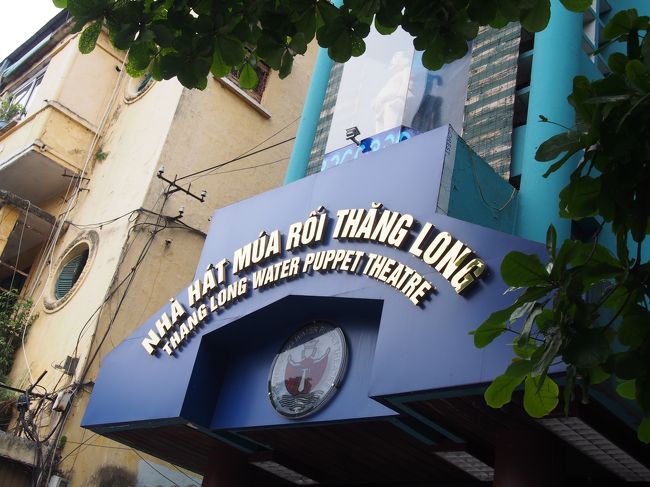 NHÀ HÁT MÚA RỐI THĂNG LONG
THANG LONG WATER PUPPET THEATRE